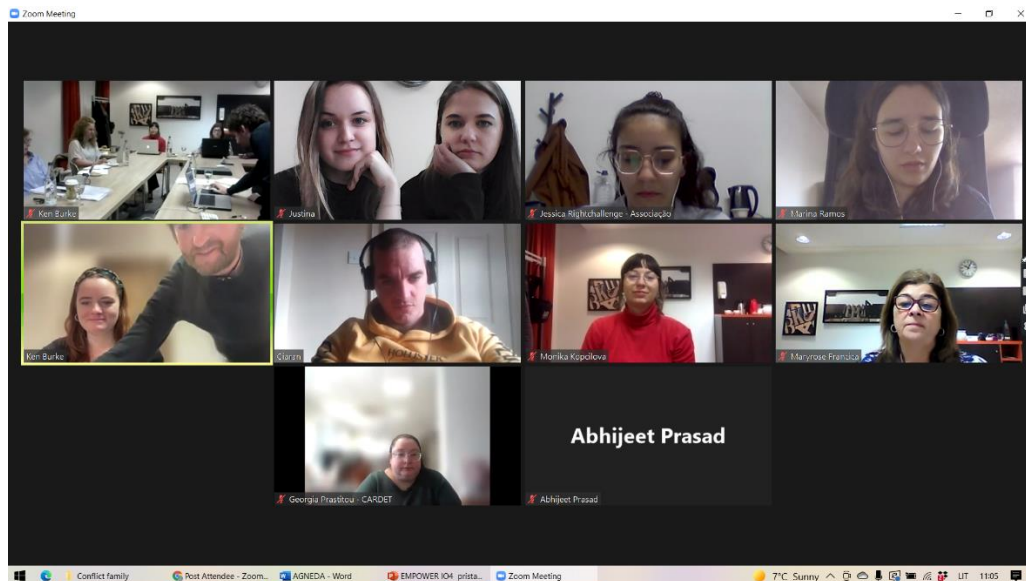 Zoom Meeting
Ken Burke
Justina
Jessica Rightchallenge - Associação
Marina Ramos
Ken Burke
Ciaran
Monika Kopcilova
Maryrose Francica
Abhijeet Prasad
Georgia Prastitou - CARDET
Abhijeet Prasad
Conflict family
Post Attendee - Zoom...
AGNEDA - Word
EMPOWER IO4 prista...
Zoom Meeting
7°C Sunny
LIT
11:05